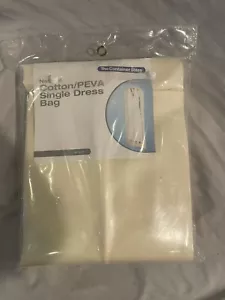 The Container Store
Cotton/PEVA
Single Dress
Bag